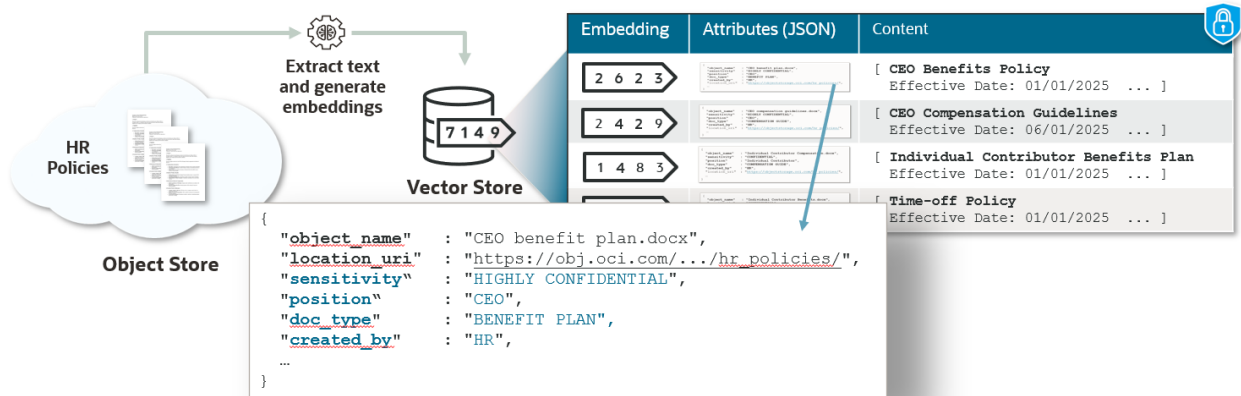 Extract text
and generate
embeddings
HR
Policies
Object Store
7149
Vector Store
Embedding Attributes (JSON) Content
2 6 2 3 [ CEO Benefits Policy
Effective Date: 01/01/2025 ... ]
2 4 2 9 [ CEO Compensation Guidelines
Effective Date: 06/01/2025 ... ]
1 4 8 3 [ Individual Contributor Benefits Plan
Effective Date: 01/01/2025 ... ]
[ Time-off Policy
Effective Date: 01/01/2025 ... ]
{
"object_name" : "CEO benefit plan.docx",
"location_uri" : "https://obj.oci.com/.../hr_policies/",
"sensitivity“ : "HIGHLY CONFIDENTIAL",
"position“ : "CEO",
"doc_type" : "BENEFIT PLAN",
"created_by" : "HR",
…
}